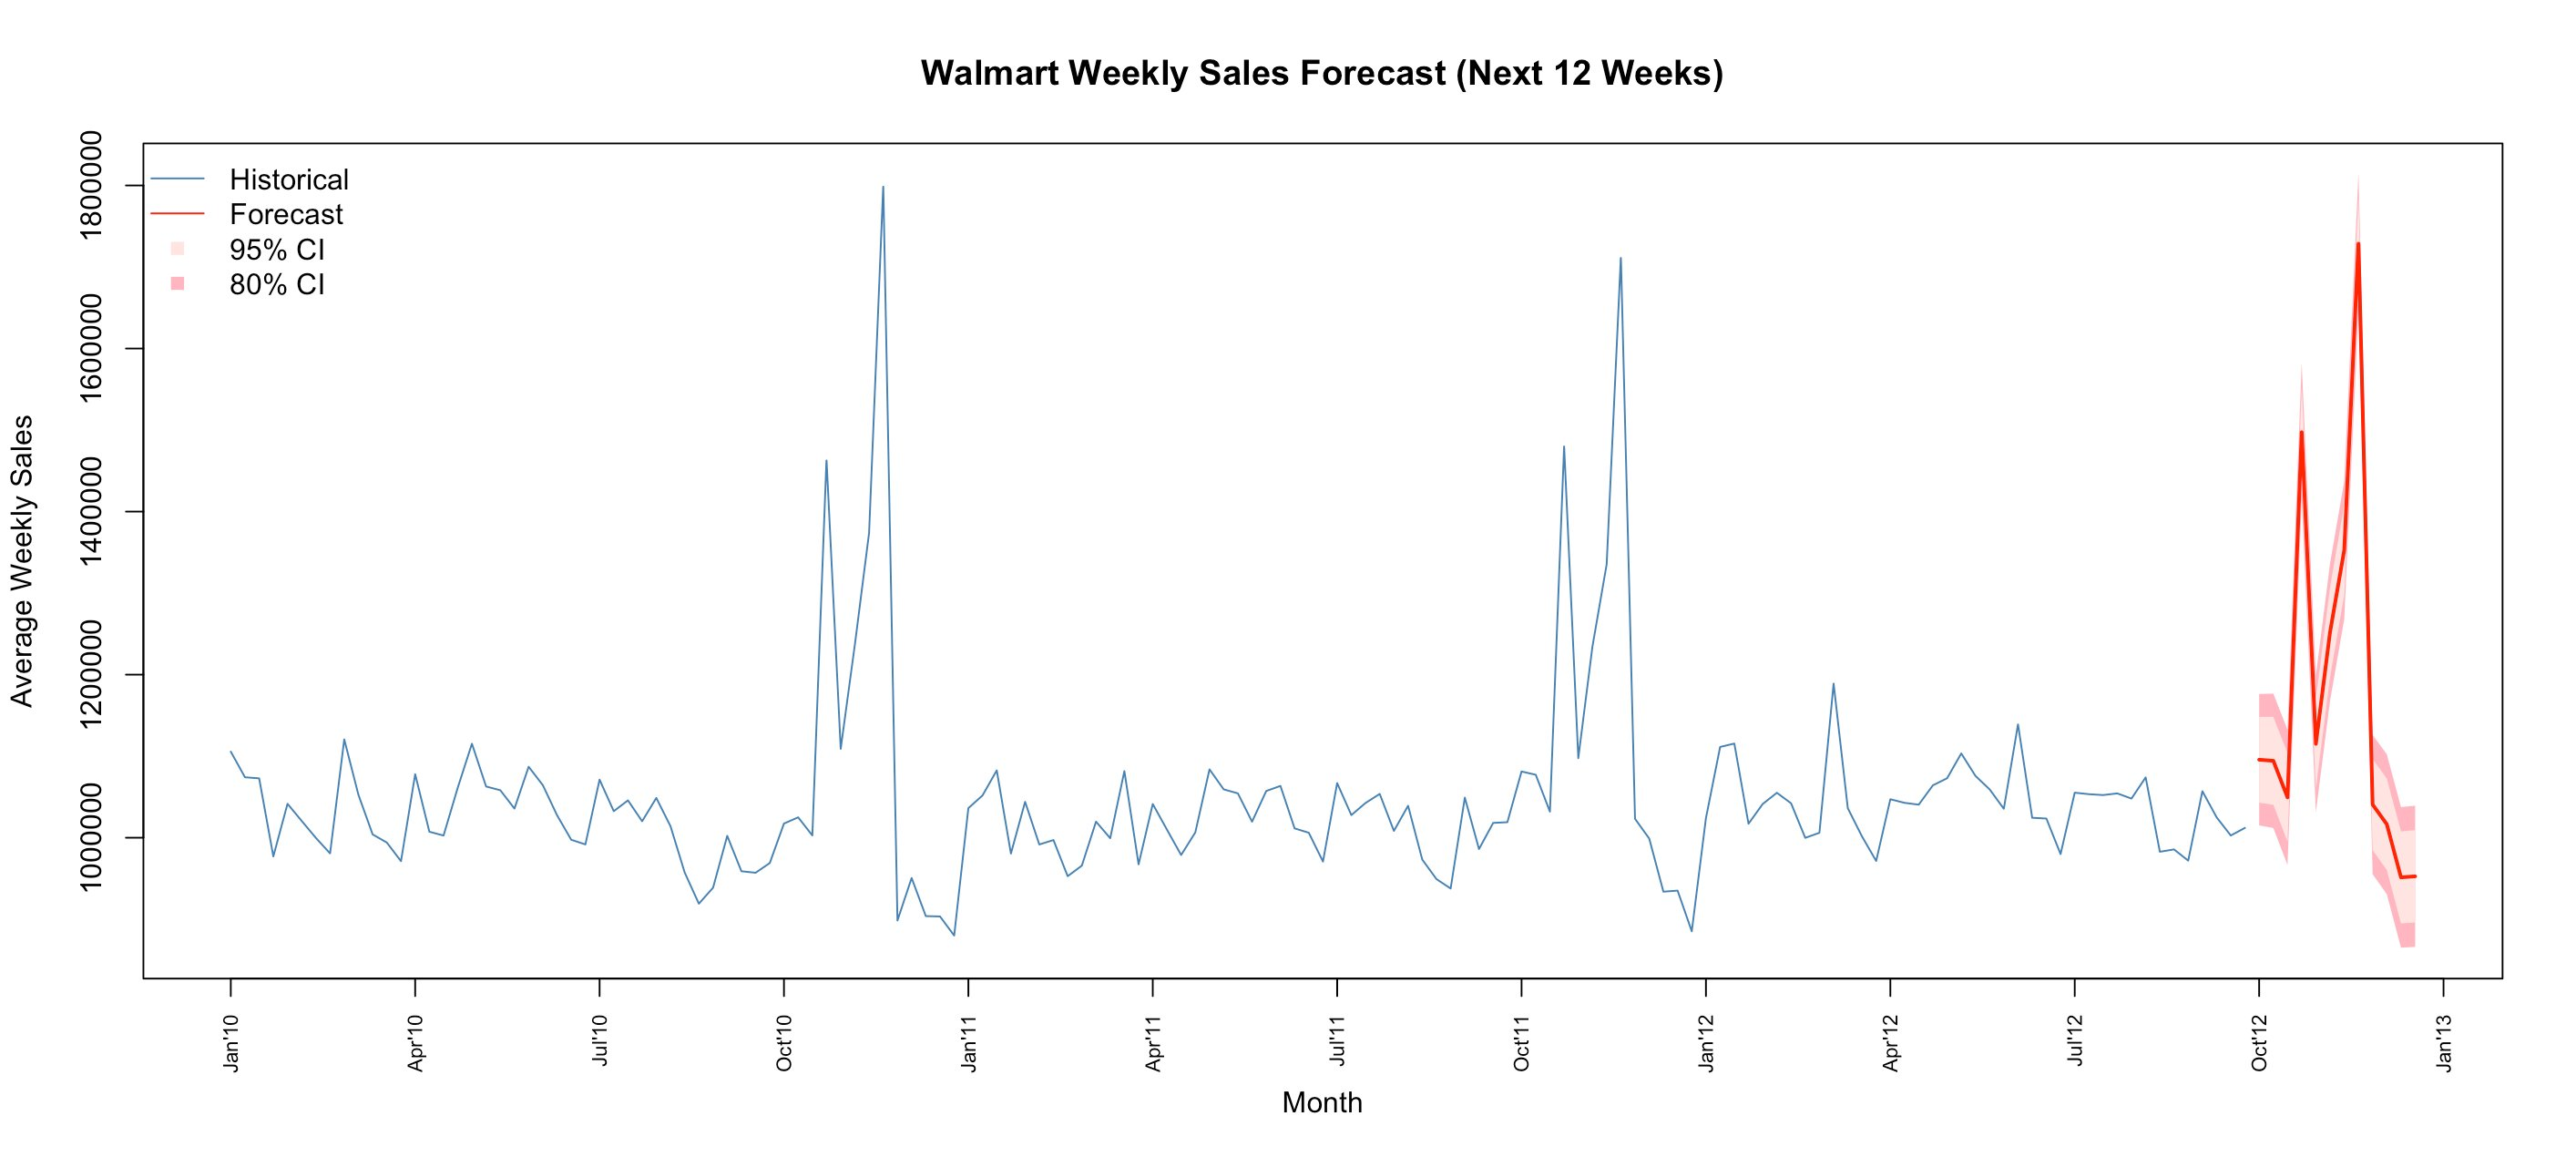 Walmart Weekly Sales Forecast (Next 12 Weeks)
Historical
Forecast
95% CI
80% CI
Average Weekly Sales
1800000
1600000
1400000
1200000
1000000
Jan'10
Apr'10
Jul'10
Oct'10
Jan'11
Apr'11
Jul'11
Oct'11
Jan'12
Apr'12
Jul'12
Oct'12
Jan'13
Month